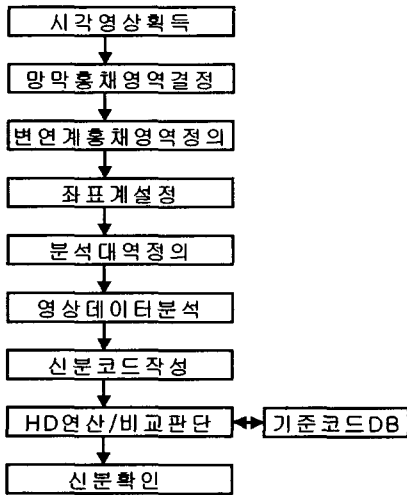 시각영상획득
망막홍채영역결정
변연계홍채영역정의
좌표계설정
분석대역정의
영상데이터분석
신분코드작성
HD연산/비교판단
기준코드DB
신분확인